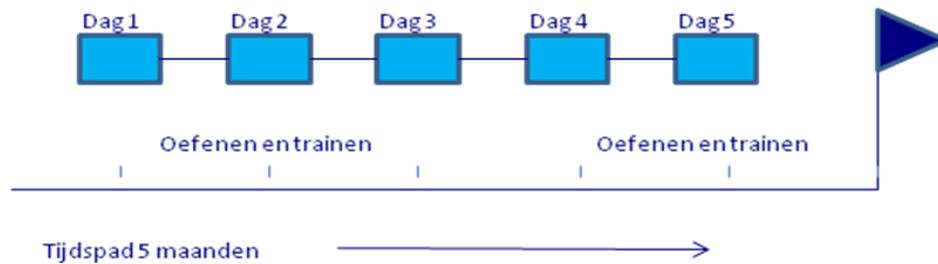 Dag 1 Dag 2 Dag 3 Dag 4 Dag 5
Oefenen en trainen Oefenen en trainen
Tijdspad 5 maanden